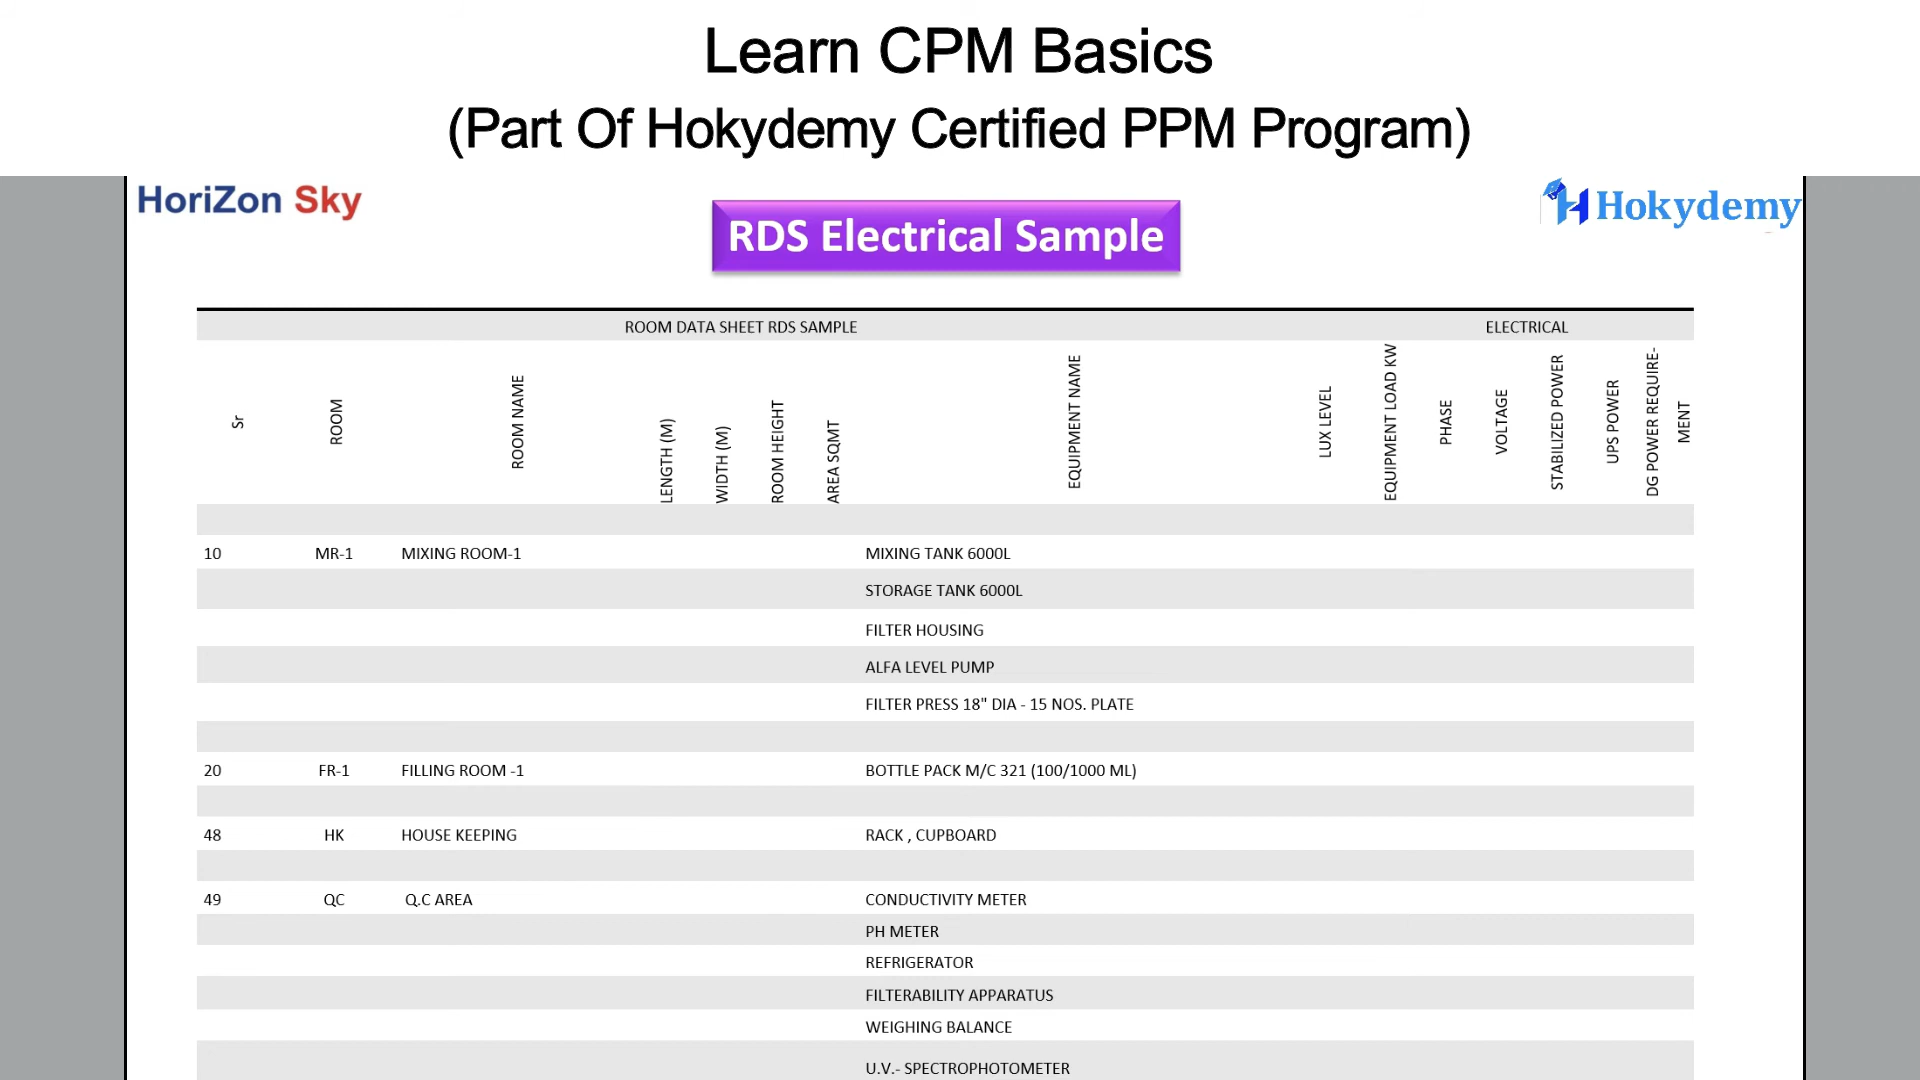 Learn CPM Basics
(Part Of Hokydemy Certified PPM Program)
HoriZon Sky
Hokydemy
RDS Electrical Sample
ROOM DATA SHEET RDS SAMPLE ELECTRICAL
Sr ROOM ROOM NAME LENGTH (M) WIDTH (M) ROOM HEIGHT AREA SQMT EQUIPMENT NAME LUX LEVEL EQUIPMENT LOAD KW PHASE VOLTAGE STABILIZED POWER UPS POWER DG POWER REQUIRE-
MENT
10 MR-1 MIXING ROOM-1 MIXING TANK 6000L
STORAGE TANK 6000L
FILTER HOUSING
ALFA LEVEL PUMP
FILTER PRESS 18" DIA - 15 NOS. PLATE
20 FR-1 FILLING ROOM -1 BOTTLE PACK M/C 321 (100/1000 ML)
48 HK HOUSE KEEPING RACK , CUPBOARD
49 QC Q.C AREA CONDUCTIVITY METER
PH METER
REFRIGERATOR
FILTERABILITY APPARATUS
WEIGHING BALANCE
U.V.- SPECTROPHOTOMETER